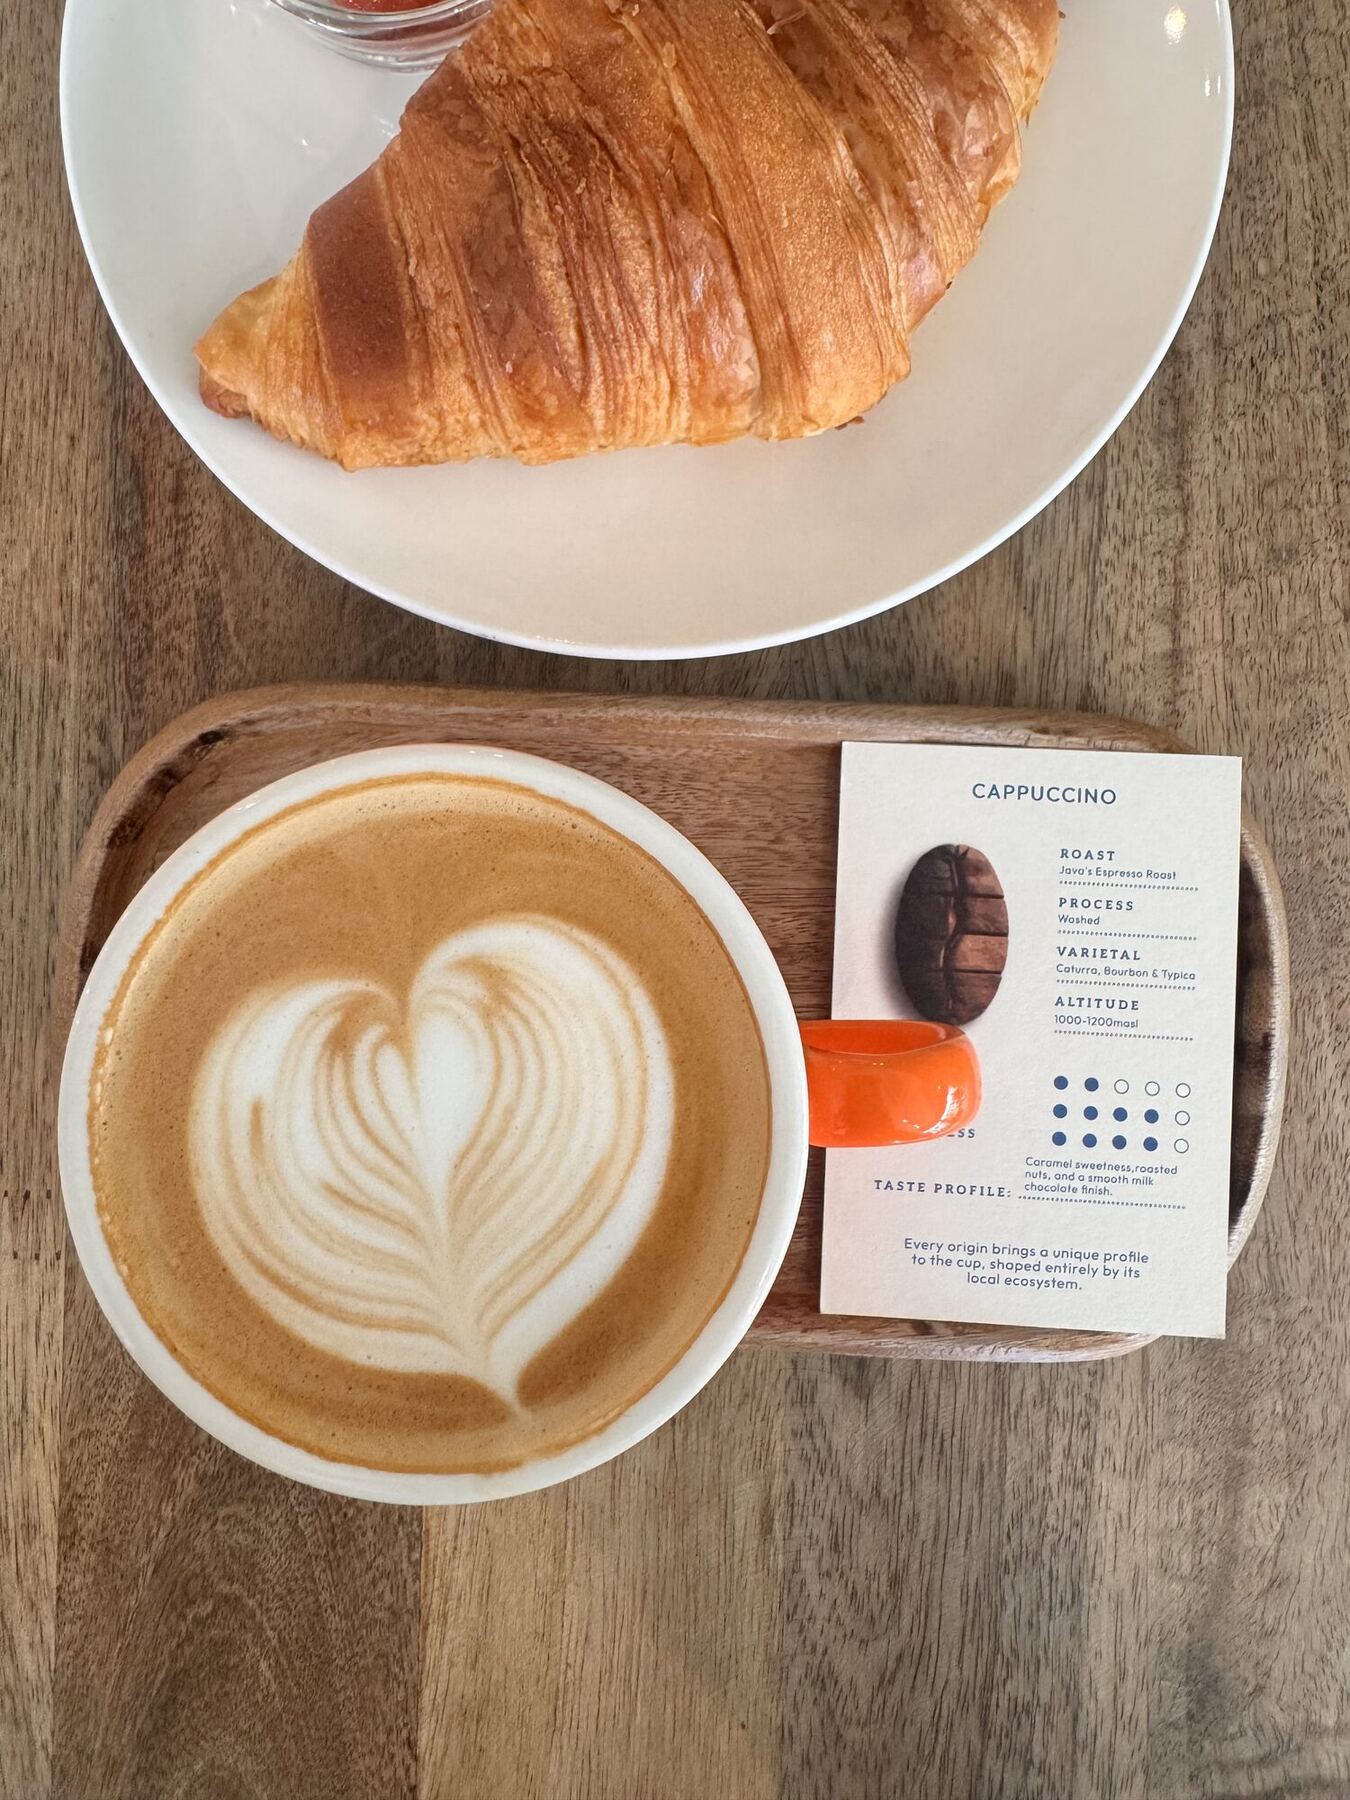 CAPPUCCINO
ROAST
Java's Espresso Roast
PROCESS
Washed
VARIETAL
Caturra, Bourbon & Typica
ALTITUDE
1000-1200masl
TASTE PROFILE:
Caramel sweetness,roasted
nuts, and a smooth milk
chocolate finish.
Every origin brings a unique profile
to the cup, shaped entirely by its
local ecosystem.